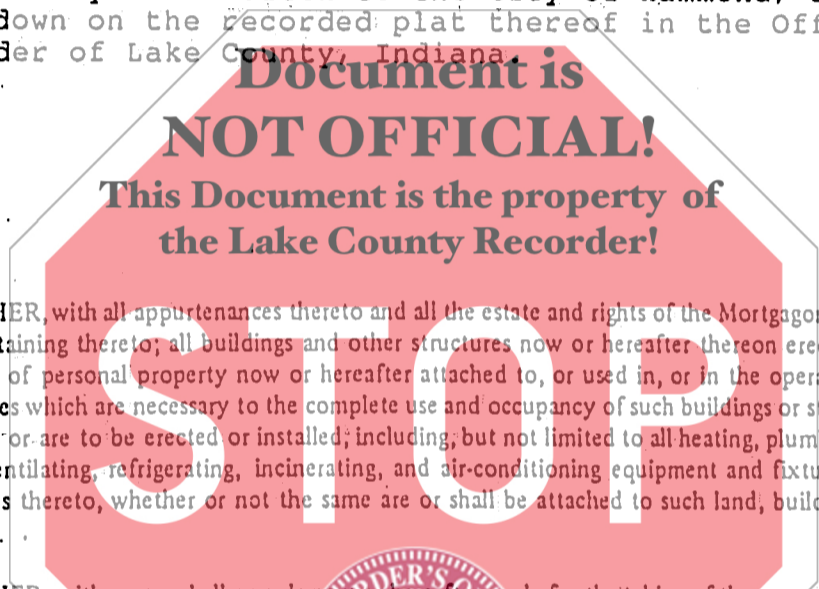 down on the recorded plat thereof in the Off
der of Lake County, Indiana.
Document is
NOT OFFICIAL!
This Document is the property of
the Lake County Recorder!
HER, with all appurtenances thereto and all the estate and rights of the Mortgagor
taining thereto; all buildings and other structures now or hereafter thereon ere
of personal property now or hereafter attached to, or used in, or in the opera
es which are necessary to the complete use and occupancy of such buildings or st
or are to be erected or installed, including, but not limited to all heating, plum
entilating, refrigerating, incinerating, and air-conditioning equipment and fixtu
s thereto, whether or not the same are or shall be attached to such land, build
STOP
RDER'S O